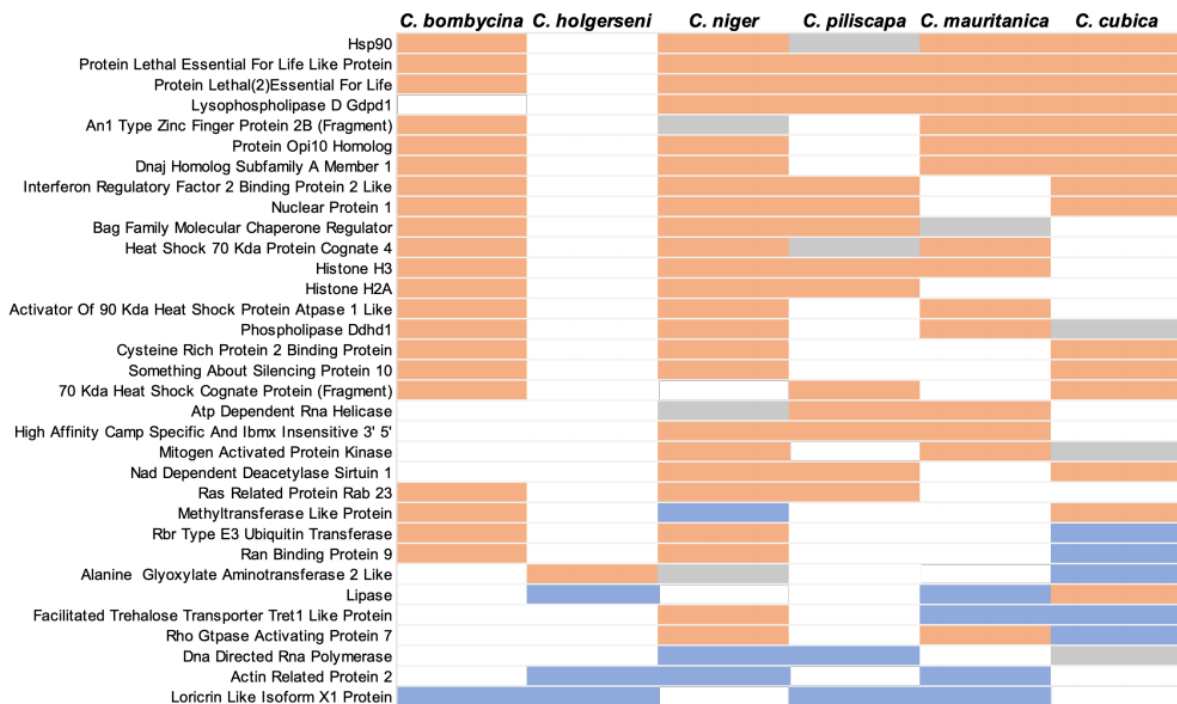 C. bombycina C. holgerseni C. niger C. piliscapa C. mauritanica C. cubica
Hsp90
Protein Lethal Essential For Life Like Protein
Protein Lethal(2)Essential For Life
Lysophospholipase D Gdpd1
An1 Type Zinc Finger Protein 2B (Fragment)
Protein Opi10 Homolog
Dnaj Homolog Subfamily A Member 1
Interferon Regulatory Factor 2 Binding Protein 2 Like
Nuclear Protein 1
Bag Family Molecular Chaperone Regulator
Heat Shock 70 Kda Protein Cognate 4
Histone H3
Histone H2A
Activator Of 90 Kda Heat Shock Protein Atpase 1 Like
Phospholipase Ddhd1
Cysteine Rich Protein 2 Binding Protein
Something About Silencing Protein 10
70 Kda Heat Shock Cognate Protein (Fragment)
Atp Dependent Rna Helicase
High Affinity Camp Specific And Ibmx Insensitive 3' 5'
Mitogen Activated Protein Kinase
Nad Dependent Deacetylase Sirtuin 1
Ras Related Protein Rab 23
Methyltransferase Like Protein
Rbr Type E3 Ubiquitin Transferase
Ran Binding Protein 9
Alanine  Glyoxylate Aminotransferase 2 Like
Lipase
Facilitated Trehalose Transporter Tret1 Like Protein
Rho Gtpase Activating Protein 7
Dna Directed Rna Polymerase
Actin Related Protein 2
Loricrin Like Isoform X1 Protein